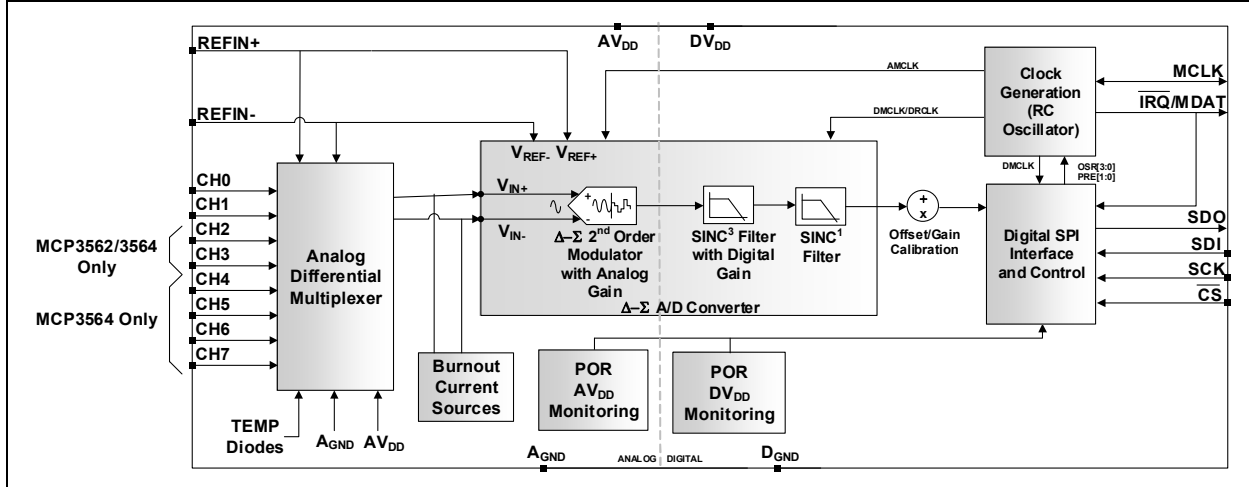 REFIN+
AVDD
DVDD
AMCLK
Clock
Generation
(RC
Oscillator)
MCLK
IRQ/MDAT
REFIN-
DMCLK/DRCLK
VREF-
VREF+
DMCLK
OSR[3:0]
PRE[1:0]
CH0
CH1
CH2
CH3
CH4
CH5
CH6
CH7
MCP3562/3564
Only
MCP3564 Only
Analog
Differential
Multiplexer
VIN+
VIN-
+
-
Δ–Σ 2nd Order
Modulator
with Analog
Gain
SINC3 Filter
with Digital
Gain
SINC1
Filter
Δ–Σ A/D Converter
+
x
Offset/Gain
Calibration
Digital SPI
Interface
and Control
SDO
SDI
SCK
CS
Burnout
Current
Sources
POR
AVDD
Monitoring
POR
DVDD
Monitoring
TEMP
Diodes
AGND
AVDD
AGND
ANALOG
DIGITAL
DGND